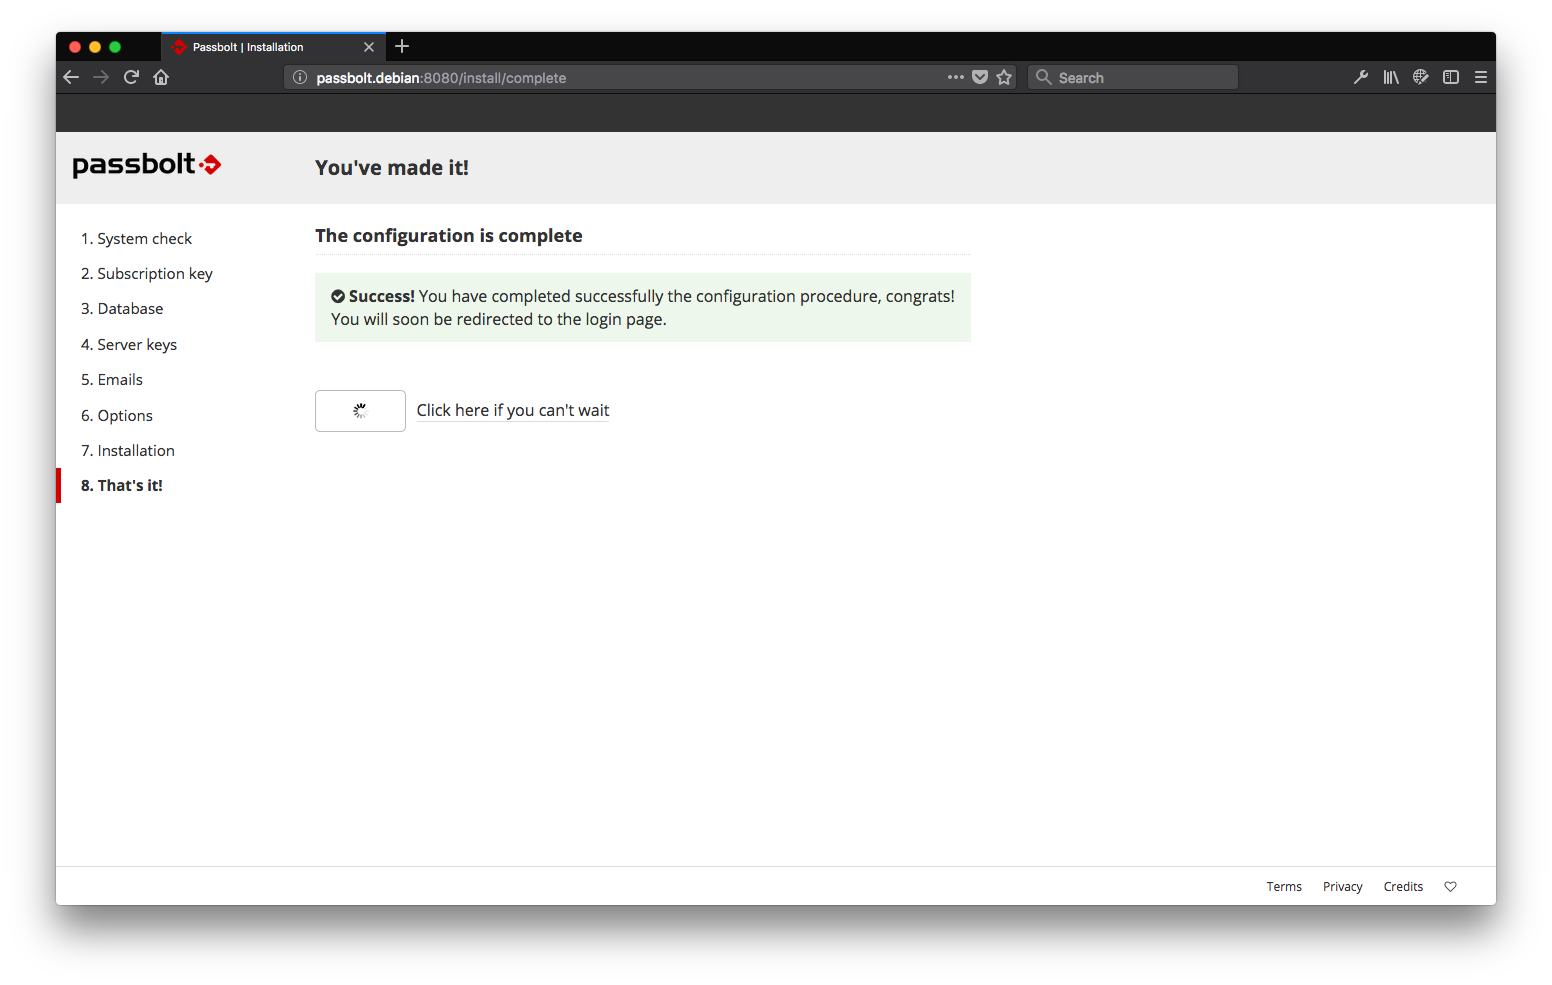 Passbolt | Installation
passbolt.debian:8080/install/complete
Search
passbolt
You've made it!
1. System check
2. Subscription key
3. Database
4. Server keys
5. Emails
6. Options
7. Installation
8. That's it!
The configuration is complete
Success! You have completed successfully the configuration procedure, congrats!
You will soon be redirected to the login page.
Click here if you can't wait
Terms
Privacy
Credits